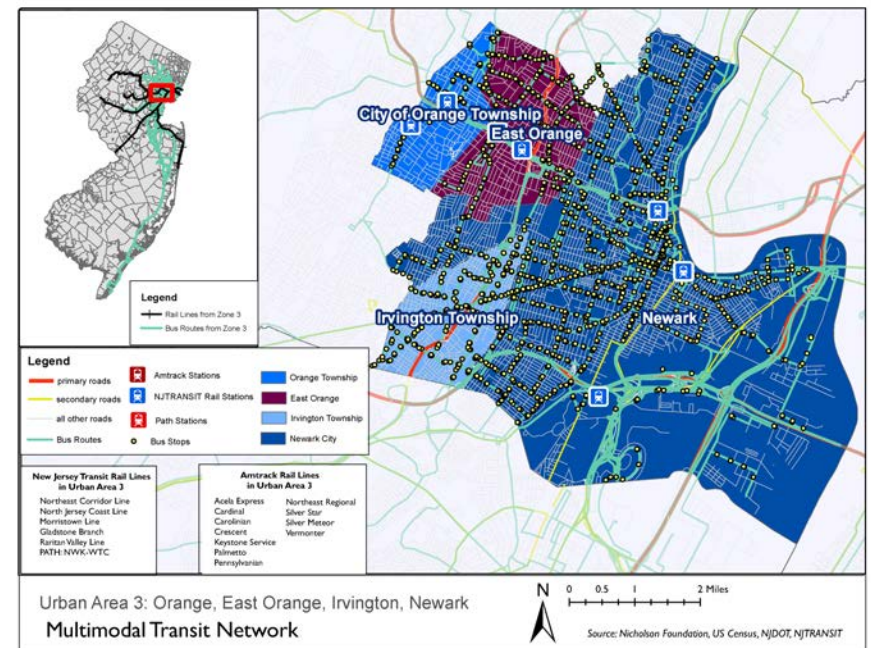 Legend
Rail Lines from Zone 3
Bus Routes from Zone 3
City of Orange Township
East Orange
Irvington Township
Newark
Legend
primary roads
secondary roads
all other roads
Bus Routes
Amtrack Stations
NJTRANSIT Rail Stations
Path Stations
Bus Stops
Orange Township
East Orange
Irvington Township
Newark City
New Jersey Transit Rail Lines
in Urban Area 3
Northeast Corridor Line
North Jersey Coast Line
Morristown Line
Gladstone Branch
Raritan Valley Line
PATH: NWK-WTC
Amtrack Rail Lines
in Urban Area 3
Acela Express
Cardinal
Carolinian
Crescent
Keystone Service
Palmetto
Pennsylvanian
Northeast Regional
Silver Star
Silver Meteor
Vermonter
Urban Area 3: Orange, East Orange, Irvington, Newark
Multimodal Transit Network
N
0 0.5 1 2 Miles
Source: Nicholson Foundation, US Census, NJDOT, NJTRANSIT